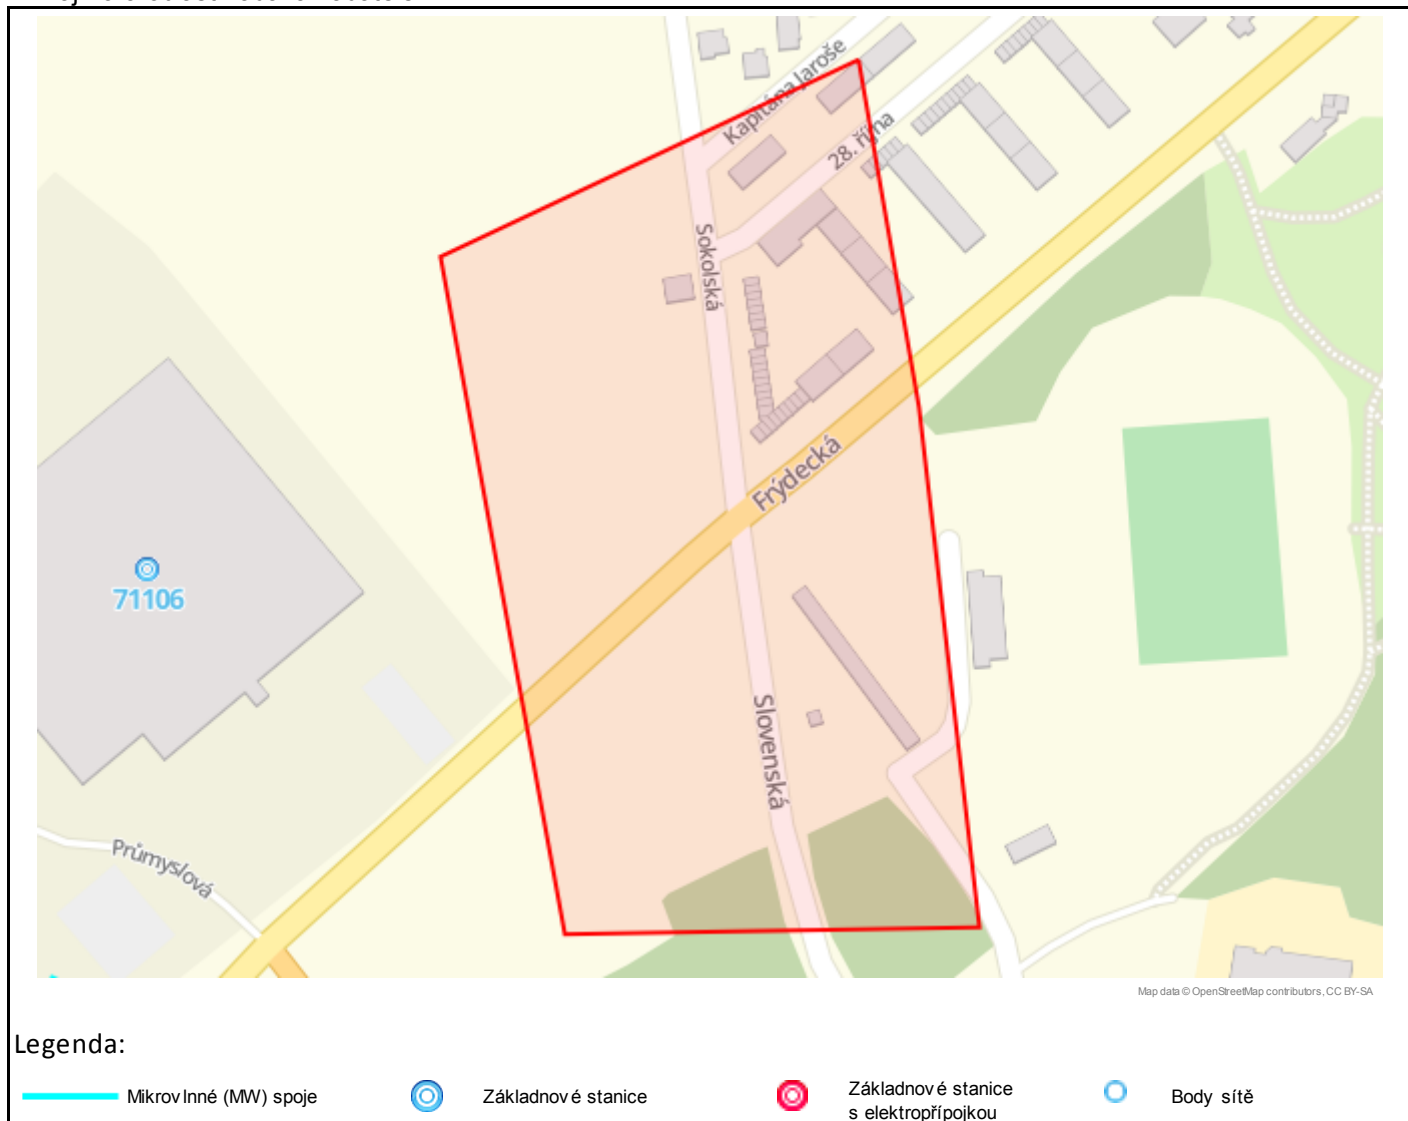 Kapitána Jaroše
28. října
Sokolská
Frýdecká
71106
Slovenská
Průmyslová
Map data © OpenStreetMap contributors, CC BY-SA
Legenda:
Mikrovlnné (MW) spoje
Základnové stanice
Základnové stanice
s elektropřípojkou
Body sítě